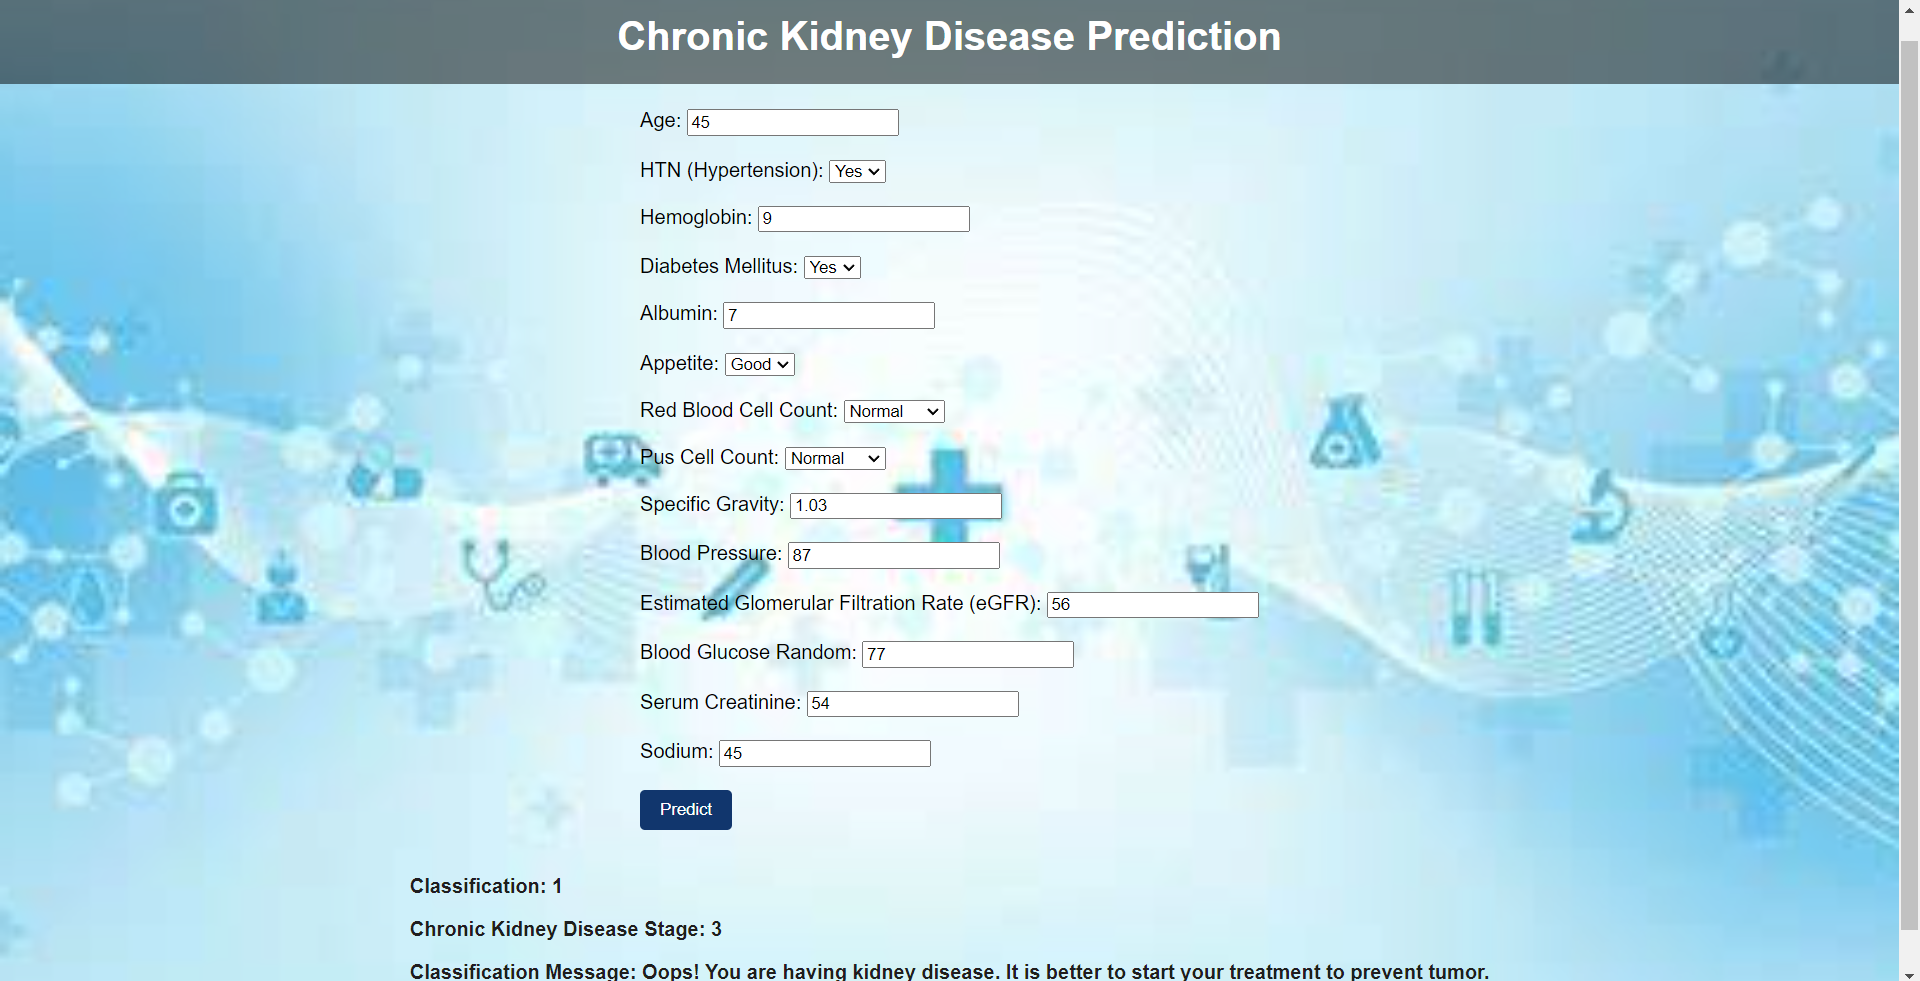 Chronic Kidney Disease Prediction
Age: 45
HTN (Hypertension): Yes
Hemoglobin: 9
Diabetes Mellitus: Yes
Albumin: 7
Appetite: Good
Red Blood Cell Count: Normal
Pus Cell Count: Normal
Specific Gravity: 1.03
Blood Pressure: 87
Estimated Glomerular Filtration Rate (eGFR): 56
Blood Glucose Random: 77
Serum Creatinine: 54
Sodium: 45
Predict
Classification: 1
Chronic Kidney Disease Stage: 3
Classification Message: Oops! You are having kidney disease. It is better to start your treatment to prevent tumor.